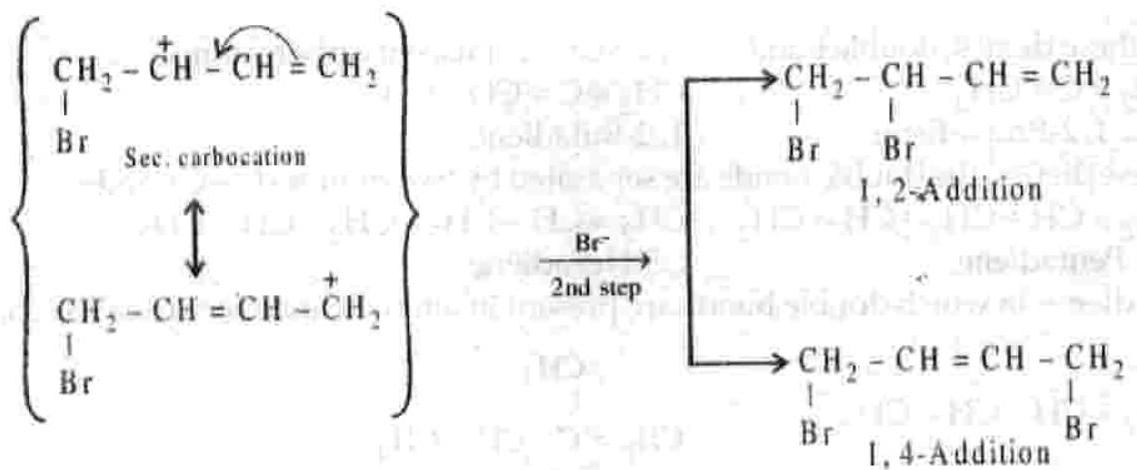 CH₂ – C⁺H – CH = CH₂
|
Br
Sec. carbocation
CH₂ – CH = CH – C⁺H₂
|
Br
Br⁻
2nd step
CH₂ – CH – CH = CH₂
| |
Br Br
1, 2-Addition
CH₂ – CH = CH – CH₂
| |
Br Br
1, 4-Addition